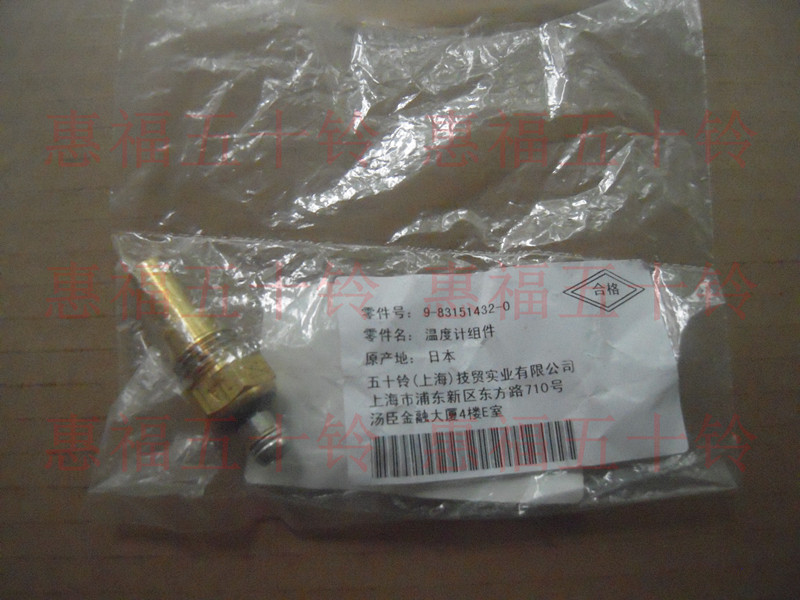 惠福五十铃 惠福五十铃
惠福五十铃 惠福五十铃
合格
零件号: 9-83151432-0
零件名: 温度计组件
原产地: 日本
五十铃(上海)技贸实业有限公司
上海市浦东新区东方路710号
汤臣金融大厦4楼E室
惠福五十铃 惠福五十铃